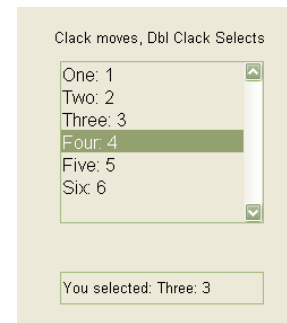 Clack moves, Dbl Clack Selects
One: 1
Two: 2
Three: 3
Four: 4
Five: 5
Six: 6
You selected: Three: 3